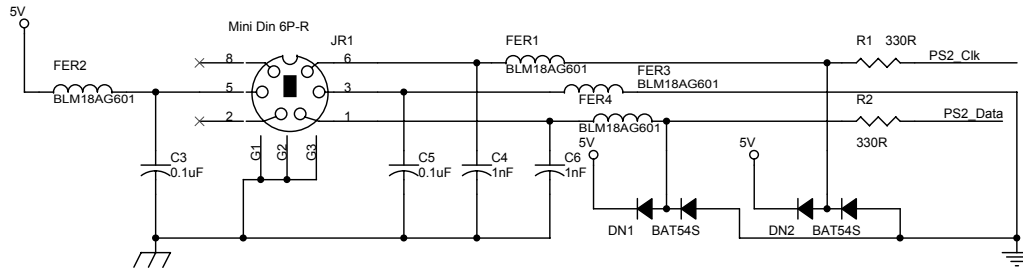 5V
Mini Din 6P-R
JR1
FER1
R1 330R
PS2_Clk
8
6
BLM18AG601
FER2
FER3
BLM18AG601
5
3
BLM18AG601
FER4
R2
2
1
BLM18AG601
PS2_Data
330R
G1
G2
G3
5V
5V
C3
0.1uF
C5
0.1uF
C4
1nF
C6
1nF
DN1
BAT54S
DN2
BAT54S